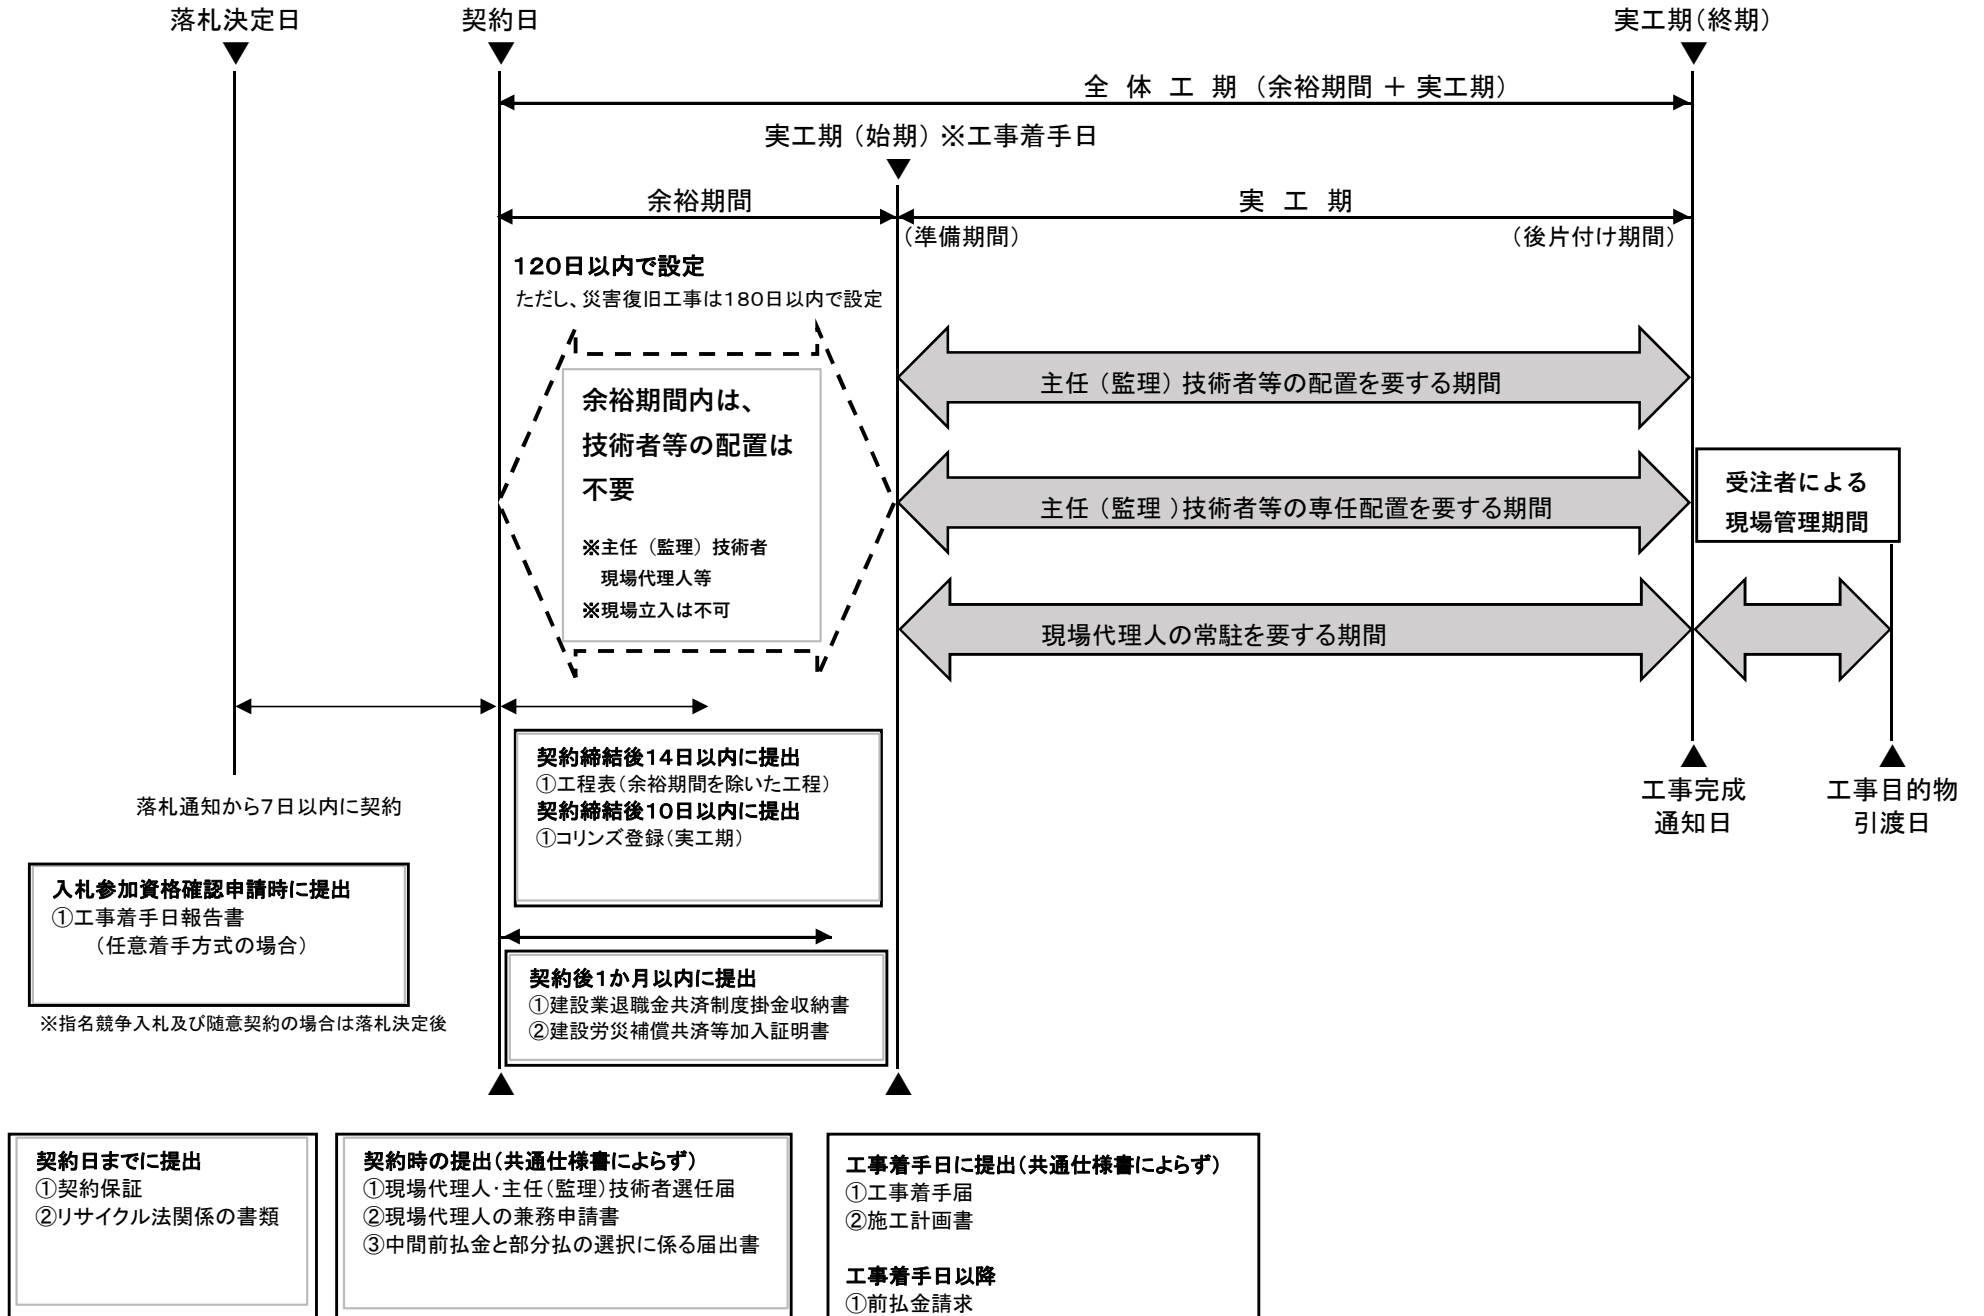 落札決定日
契約日
実工期(終期)
全体工期(余裕期間 + 実工期)
実工期(始期)※工事着手日
余裕期間
実工期
(準備期間)
(後片付け期間)
120日以内で設定
ただし、災害復旧工事は180日以内で設定
余裕期間内は、
技術者等の配置は
不要
※主任(監理)技術者
現場代理人等
※現場立入は不可
主任(監理)技術者等の配置を要する期間
主任(監理)技術者等の専任配置を要する期間
受注者による
現場管理期間
現場代理人の常駐を要する期間
契約締結後14日以内に提出
①工程表(余裕期間を除いた工程)
契約締結後10日以内に提出
①コリンズ登録(実工期)
工事完成
通知日
工事目的物
引渡日
落札通知から7日以内に契約
入札参加資格確認申請時に提出
①工事着手日報告書
(任意着手方式の場合)
※指名競争入札及び随意契約の場合は落札決定後
契約後1か月以内に提出
①建設業退職金共済制度掛金収納書
②建設労災補償共済等加入証明書
契約日までに提出
①契約保証
②リサイクル法関係の書類
契約時の提出(共通仕様書によらず)
①現場代理人・主任(監理)技術者選任届
②現場代理人の兼務申請書
③中間前払金と部分払の選択に係る届出書
工事着手日に提出(共通仕様書によらず)
①工事着手届
②施工計画書
工事着手日以降
①前払金請求